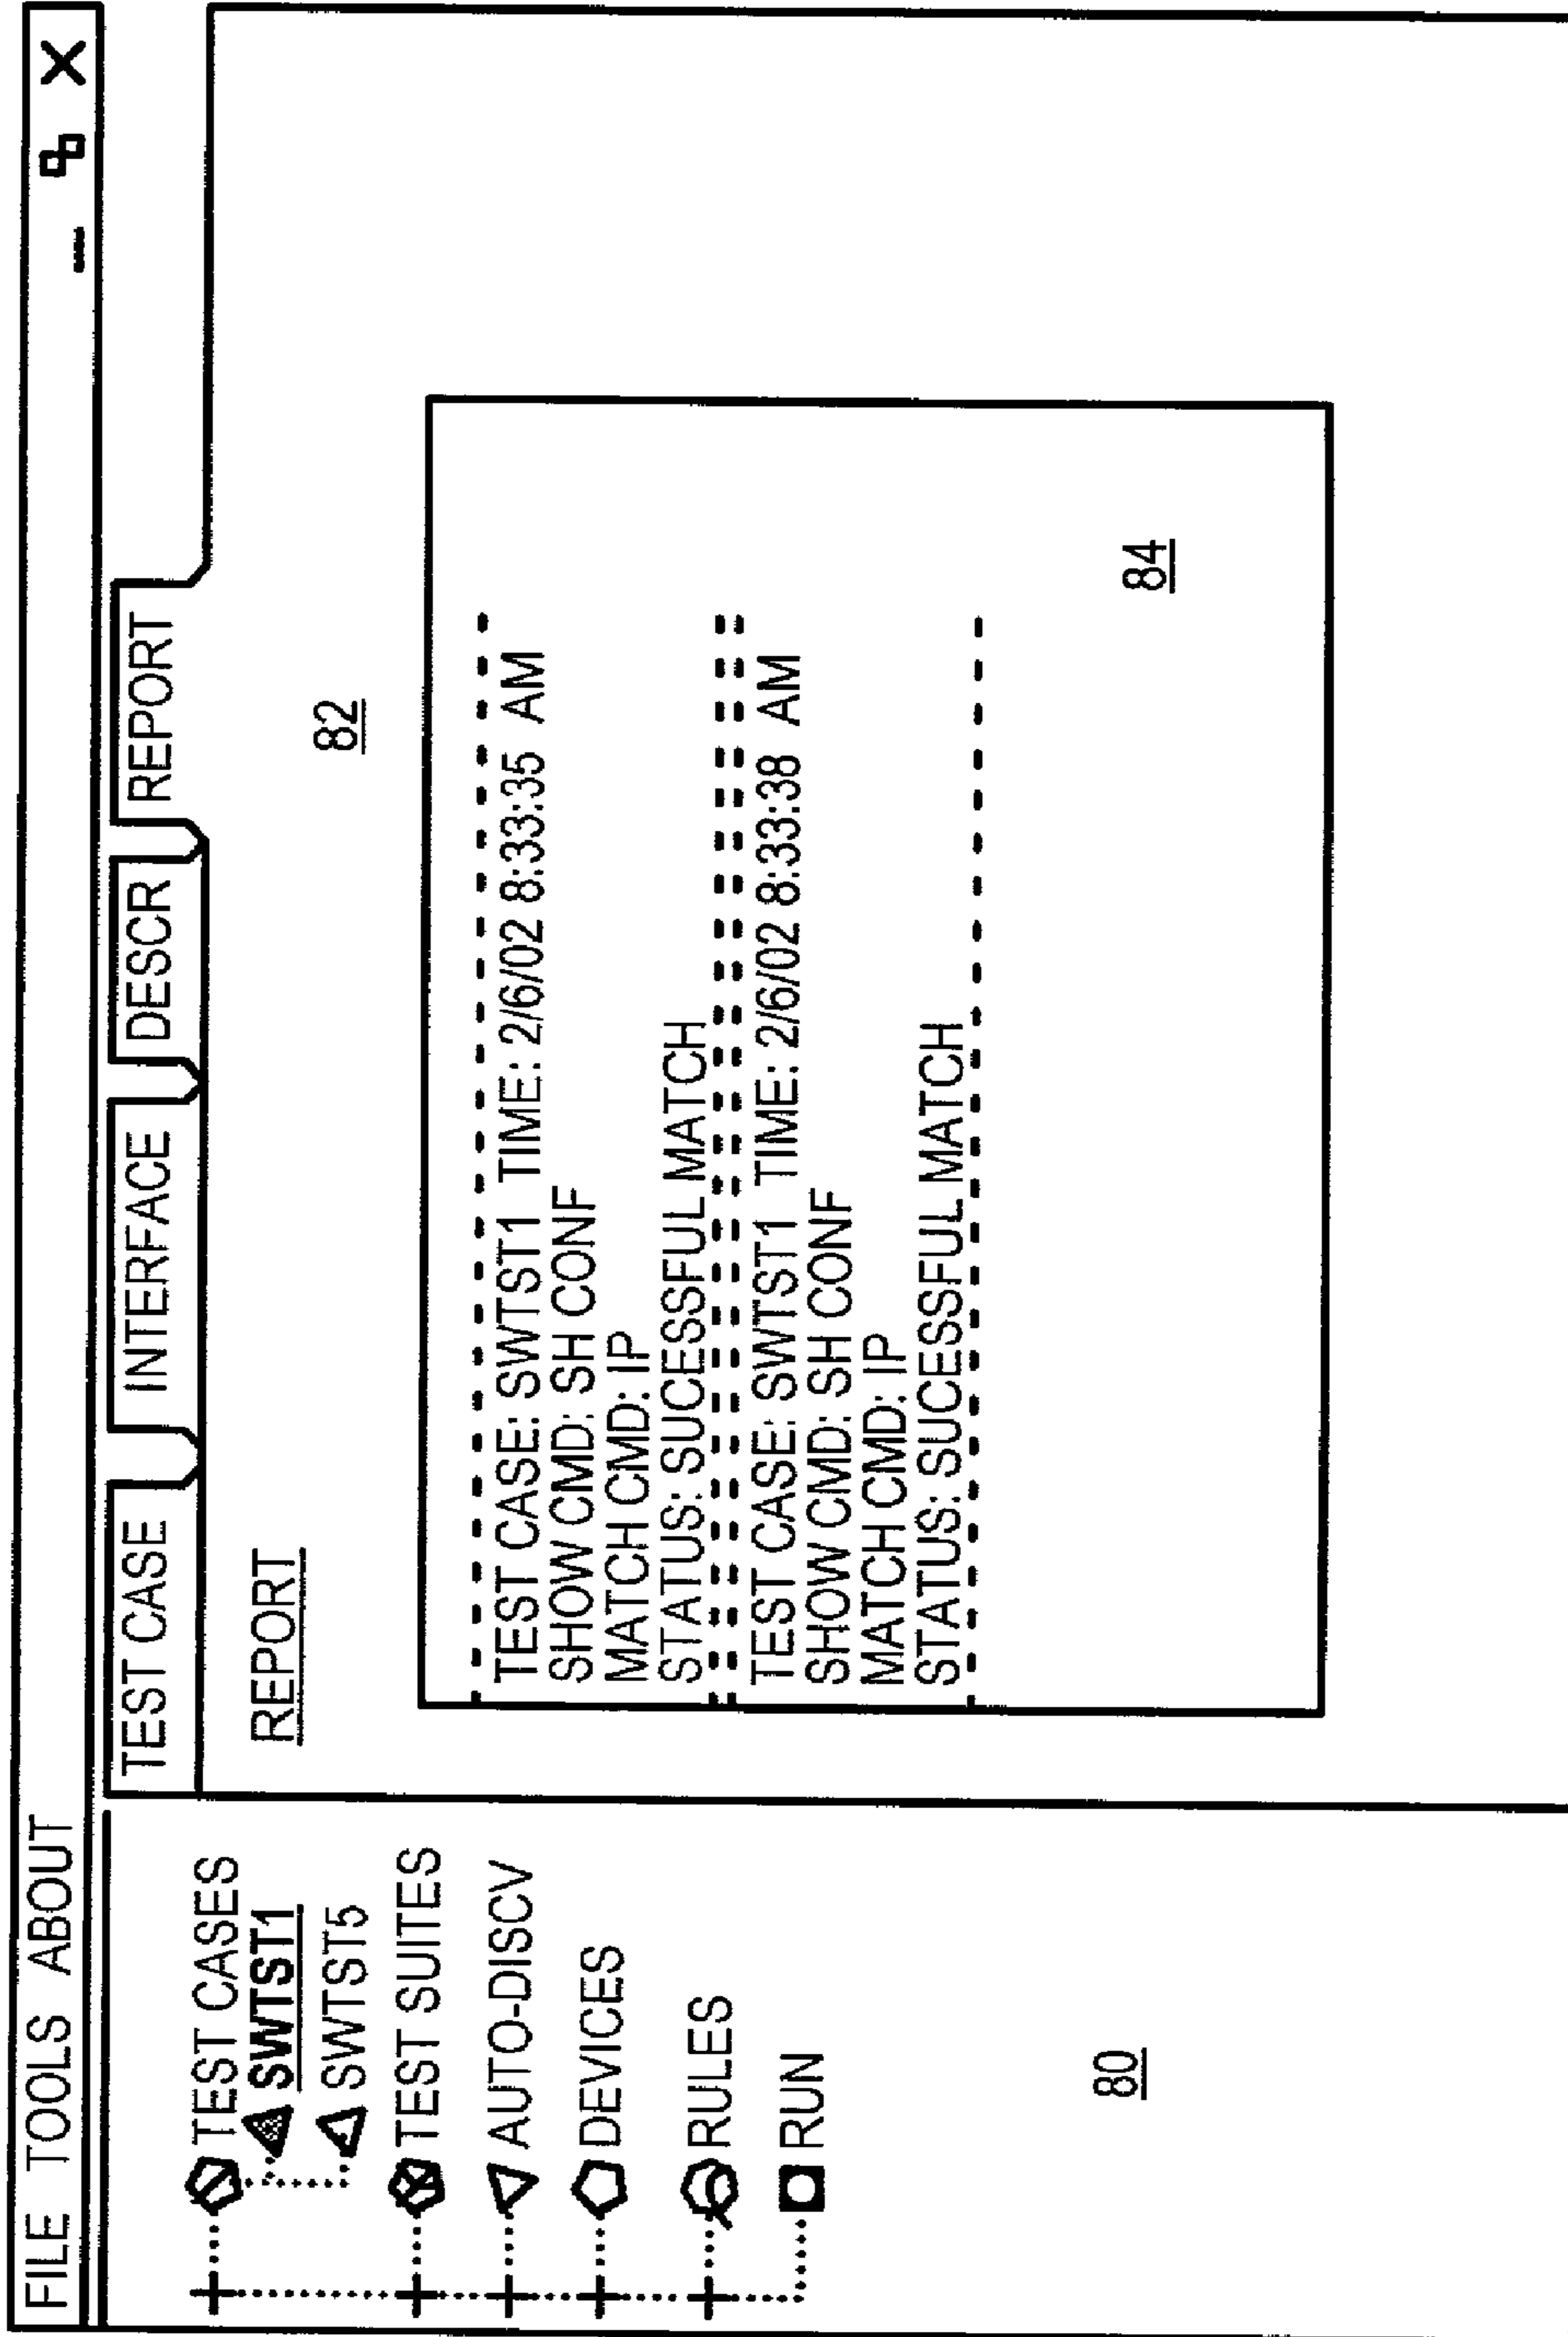 FILE TOOLS ABOUT
TEST CASES
SWTST1
SWTST5
TEST SUITES
AUTO-DISCV
DEVICES
RULES
RUN
80
TEST CASE INTERFACE DESCR REPORT
REPORT
82
TEST CASE: SWTST1 TIME: 2/6/02 8:33:35 AM
SHOW CMD: SH CONF
MATCH CMD: IP
STATUS: SUCESSFUL MATCH
TEST CASE: SWTST1 TIME: 2/6/02 8:33:38 AM
SHOW CMD: SH CONF
MATCH CMD: IP
STATUS: SUCESSFUL MATCH
84